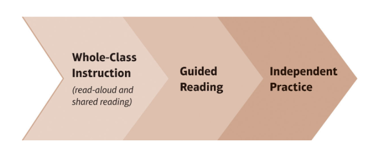 Whole-Class
Instruction
(read-aloud and
shared reading)
Guided
Reading
Independent
Practice